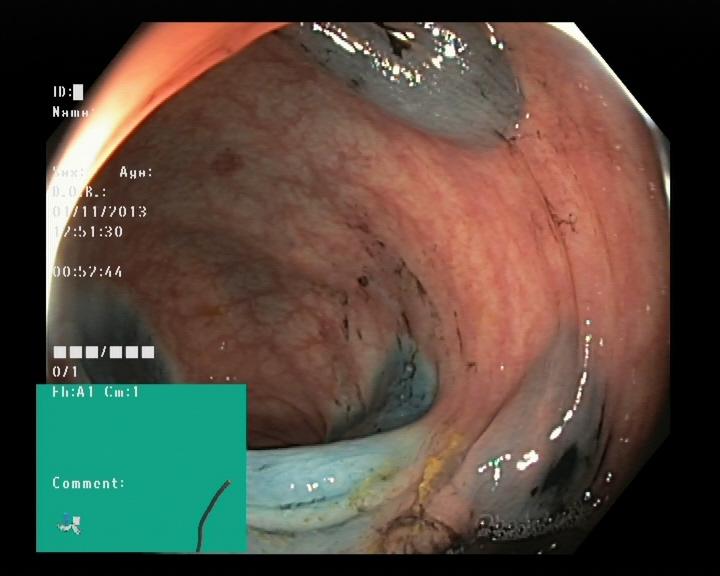 ID:
Name:
Sex: Age:
D.O.B.:
01/11/2013
12:51:30
00:52:44
■■■/■■■
0/1
Eh:A1 Cm:1
Comment: